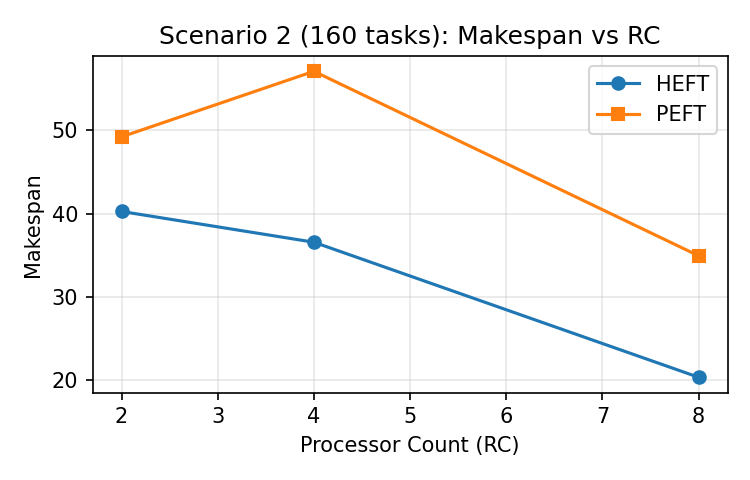 Scenario 2 (160 tasks): Makespan vs RC
HEFT
PEFT
Makespan
50
40
30
20
2 3 4 5 6 7 8
Processor Count (RC)